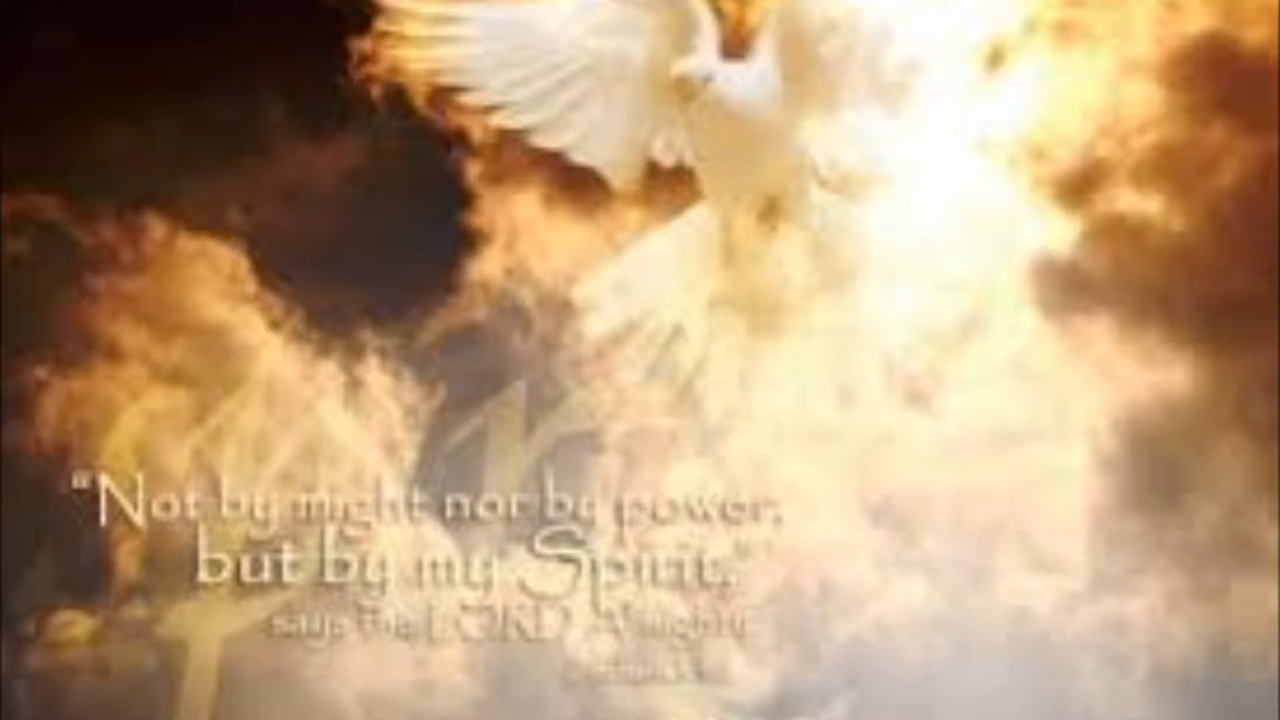 “Not by might nor by power,
but by my Spirit,”
says the LORD Almighty